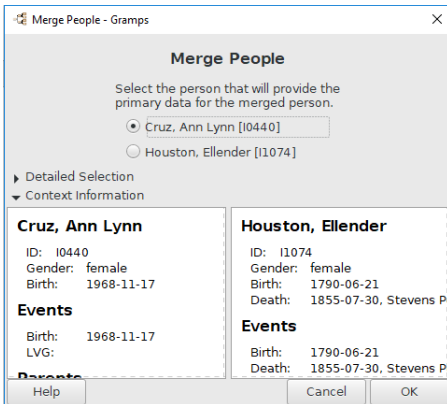 Merge People - Gramps
Merge People
Select the person that will provide the
primary data for the merged person.
Cruz, Ann Lynn [I0440]
Houston, Ellender [I1074]
Detailed Selection
Context Information
Cruz, Ann Lynn
ID: I0440
Gender: female
Birth: 1968-11-17
Events
Birth: 1968-11-17
LVG:
Parents
Houston, Ellender
ID: I1074
Gender: female
Birth: 1790-06-21
Death: 1855-07-30, Stevens P
Events
Birth: 1790-06-21
Death: 1855-07-30, Stevens P
Help Cancel OK